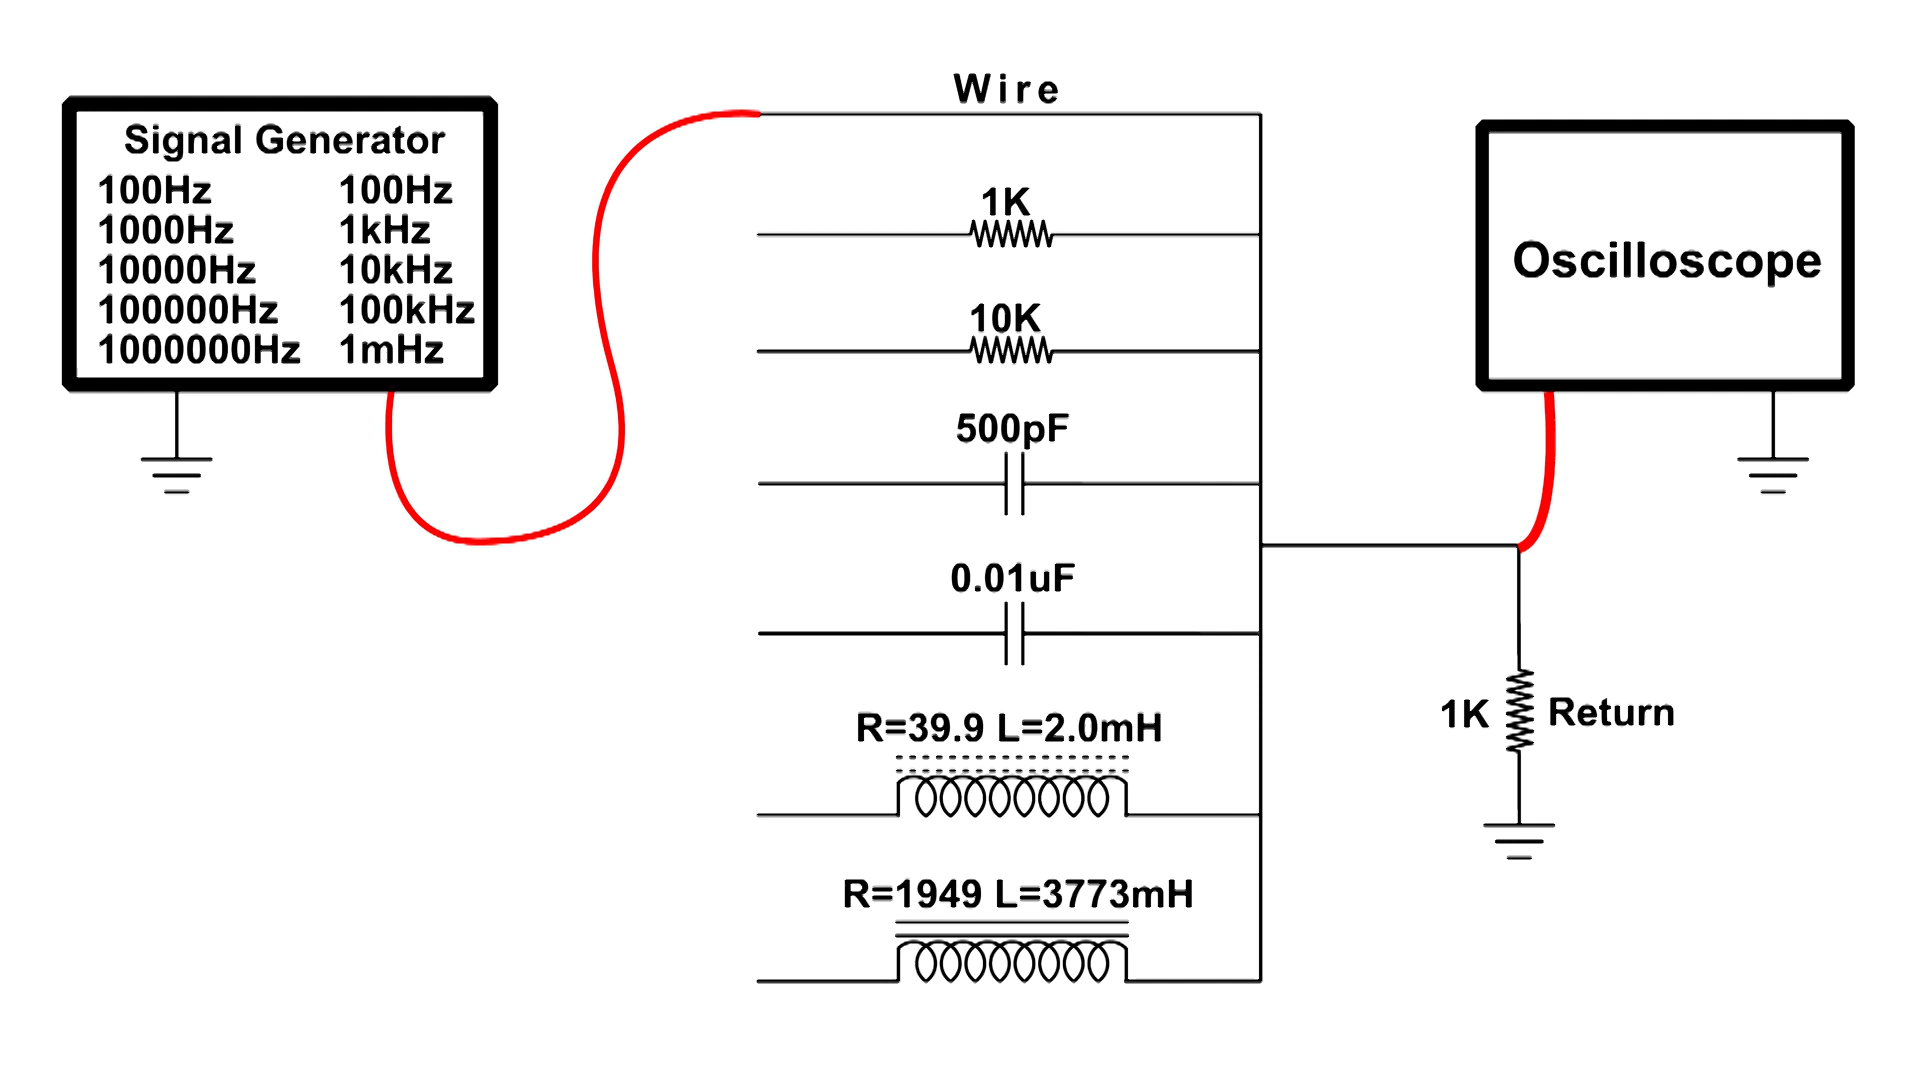 Signal Generator
100Hz 100Hz
1000Hz 1kHz
10000Hz 10kHz
100000Hz 100kHz
1000000Hz 1mHz
Wire
1K
10K
500pF
0.01uF
R=39.9 L=2.0mH
R=1949 L=3773mH
Oscilloscope
1K Return